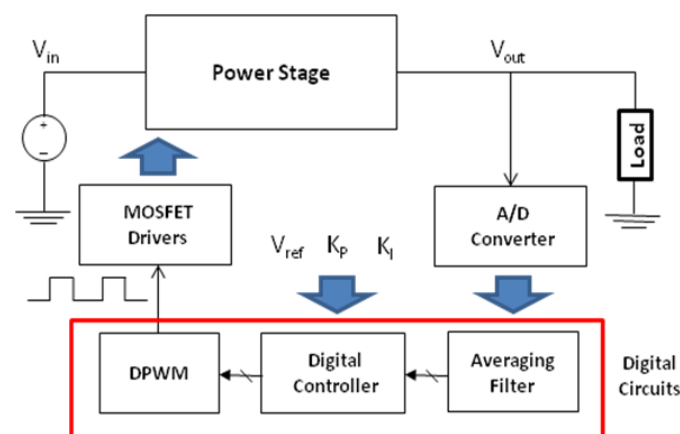 V_in
Power Stage
V_out
Load
MOSFET
Drivers
A/D
Converter
V_ref K_P K_I
DPWM
Digital
Controller
Averaging
Filter
Digital
Circuits